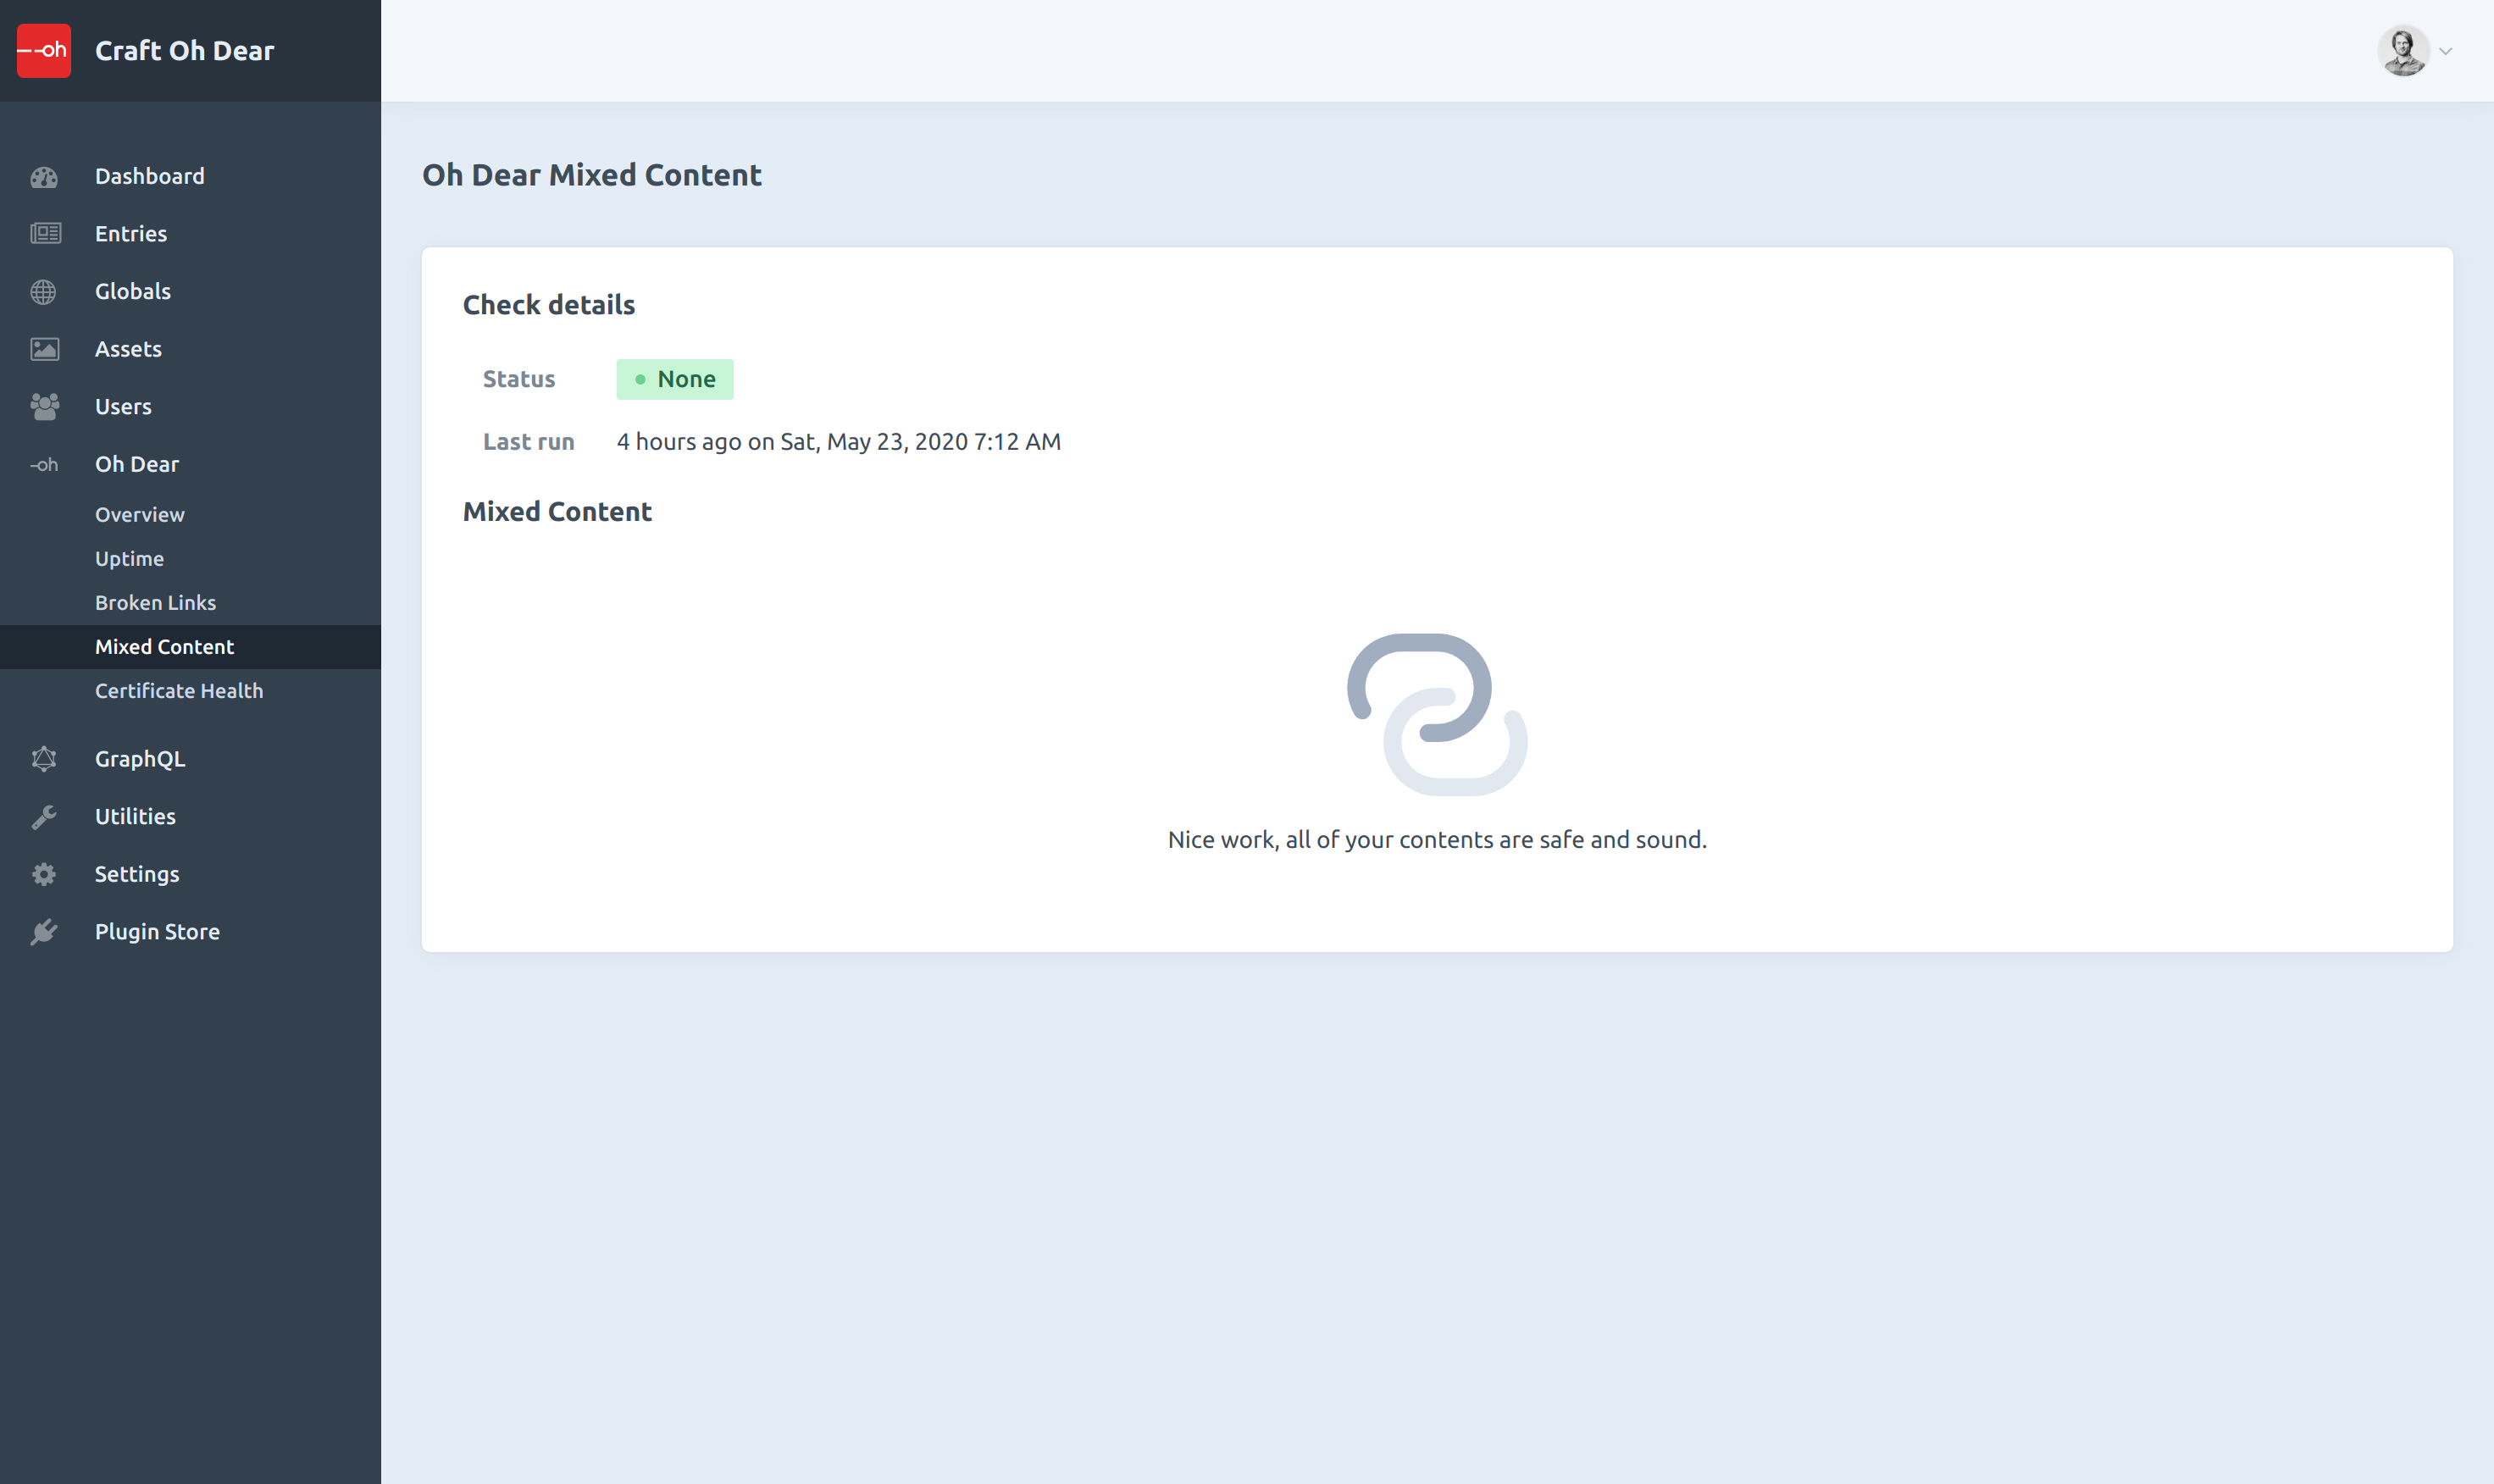 -oh
Craft Oh Dear
Dashboard
Entries
Globals
Assets
Users
-oh
Oh Dear
Overview
Uptime
Broken Links
Mixed Content
Certificate Health
GraphQL
Utilities
Settings
Plugin Store
Oh Dear Mixed Content
Check details
Status None
Last run 4 hours ago on Sat, May 23, 2020 7:12 AM
Mixed Content
Nice work, all of your contents are safe and sound.